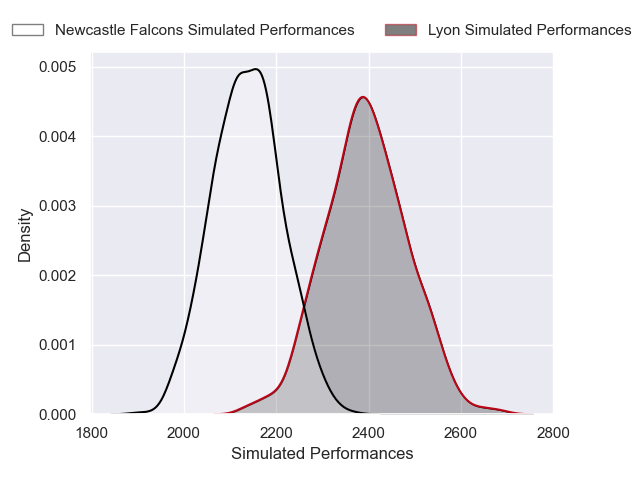 Newcastle Falcons Simulated Performances Lyon Simulated Performances
0.005
0.004
0.003
0.002
0.001
0.000
Density
1800 2000 2200 2400 2600 2800
Simulated Performances